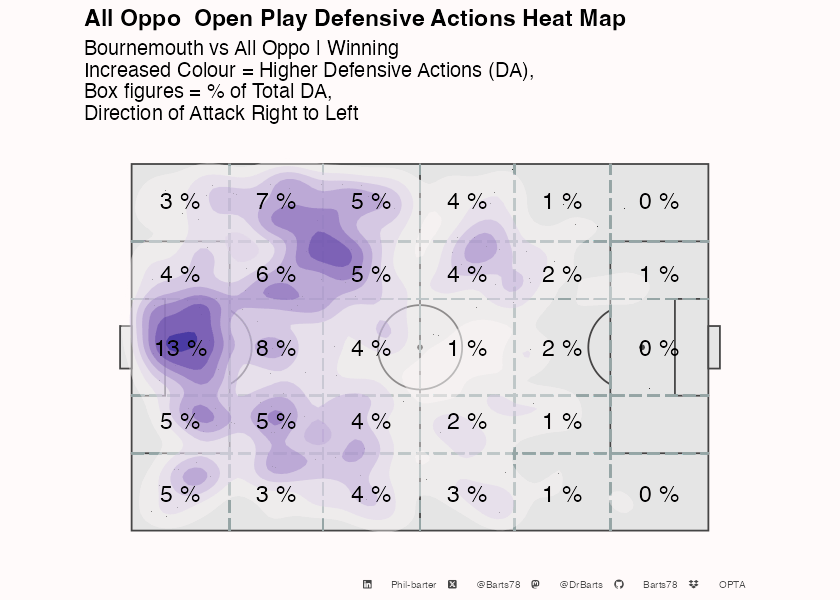 All Oppo  Open Play Defensive Actions Heat Map
Bournemouth vs All Oppo | Winning
Increased Colour = Higher Defensive Actions (DA),
Box figures = % of Total DA,
Direction of Attack Right to Left
3 % 7 % 5 % 4 % 1 % 0 %
4 % 6 % 5 % 4 % 2 % 1 %
13 % 8 % 4 % 1 % 2 % 0 %
5 % 5 % 4 % 2 % 1 %
5 % 3 % 4 % 3 % 1 % 0 %
Phil-barter @Barts78 @DrBarts Barts78 OPTA